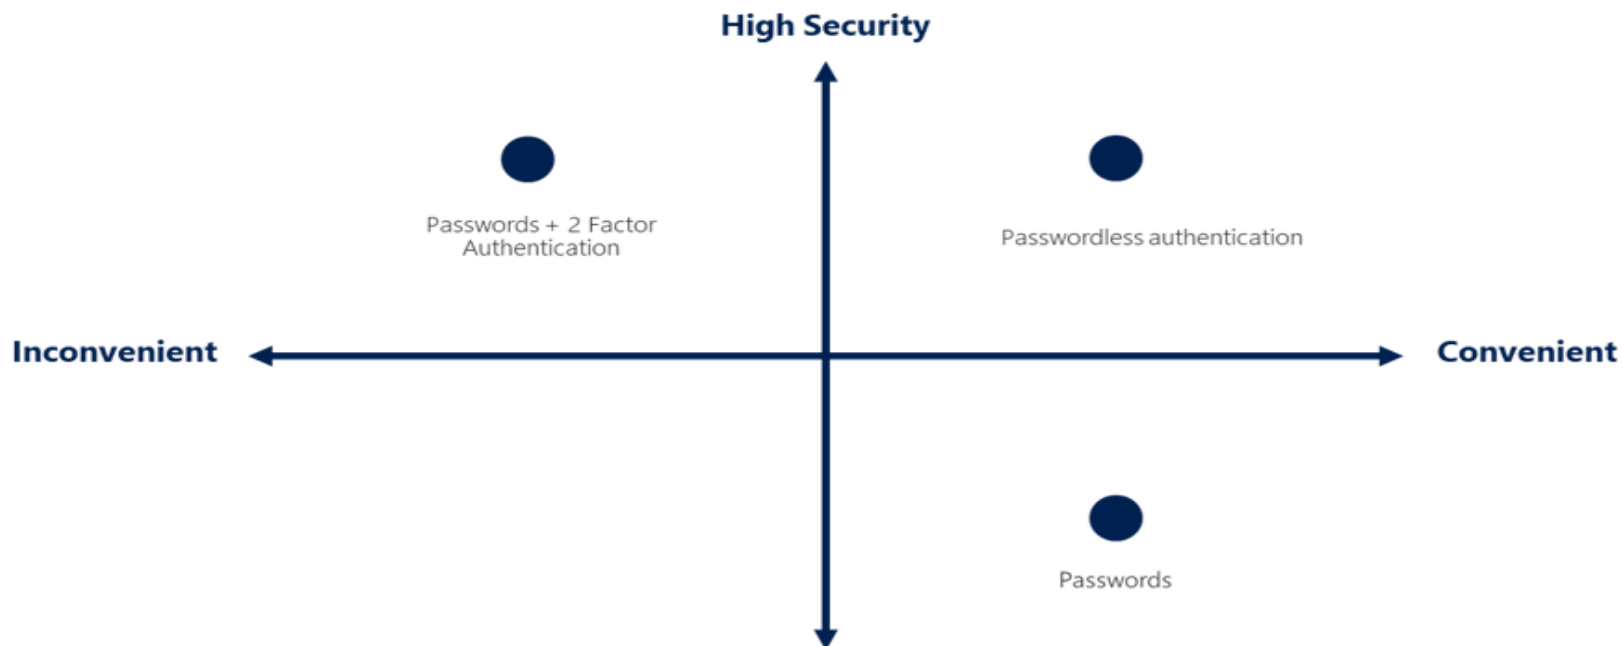 High Security
Passwords + 2 Factor
Authentication
Passwordless authentication
Inconvenient
Convenient
Passwords